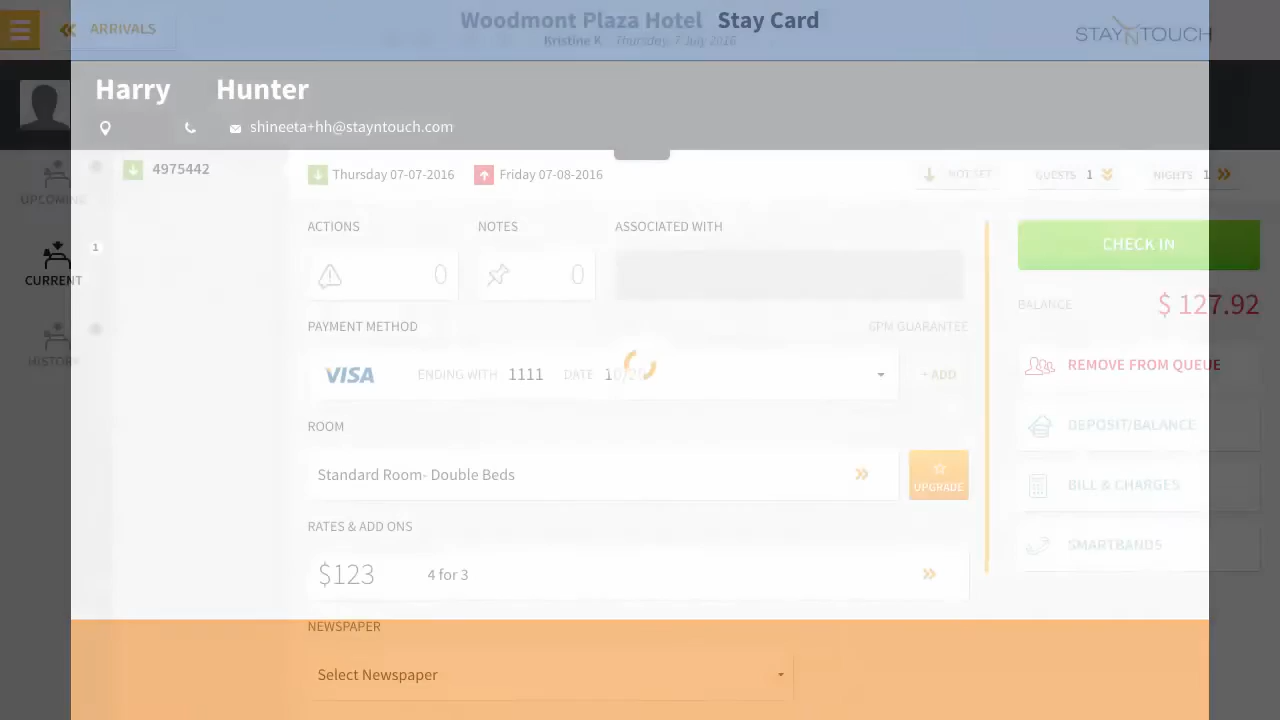 ARRIVALS
Woodmont Plaza Hotel Stay Card
Kristine K Thursday, 7 July 2016
STAYNTOUCH
Harry Hunter
shineeta+hh@stayntouch.com
UPCOMING
1
CURRENT
HISTORY
4975442
Thursday 07-07-2016
Friday 07-08-2016
NOT SET
GUESTS 1
NIGHTS 1
ACTIONS
NOTES
ASSOCIATED WITH
0
0
CHECK IN
BALANCE $ 127.92
PAYMENT METHOD
6PM GUARANTEE
VISA ENDING WITH 1111 DATE 10/20
+ ADD
REMOVE FROM QUEUE
ROOM
DEPOSIT/BALANCE
Standard Room- Double Beds
UPGRADE
BILL & CHARGES
RATES & ADD ONS
SMARTBANDS
$123 4 for 3
NEWSPAPER
Select Newspaper